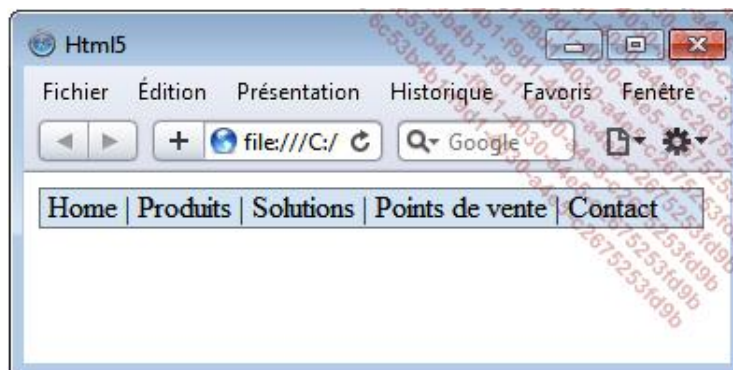 Html5
Fichier Édition Présentation Historique Favoris Fenêtre
file:///C:/ Google
Home | Produits | Solutions | Points de vente | Contact